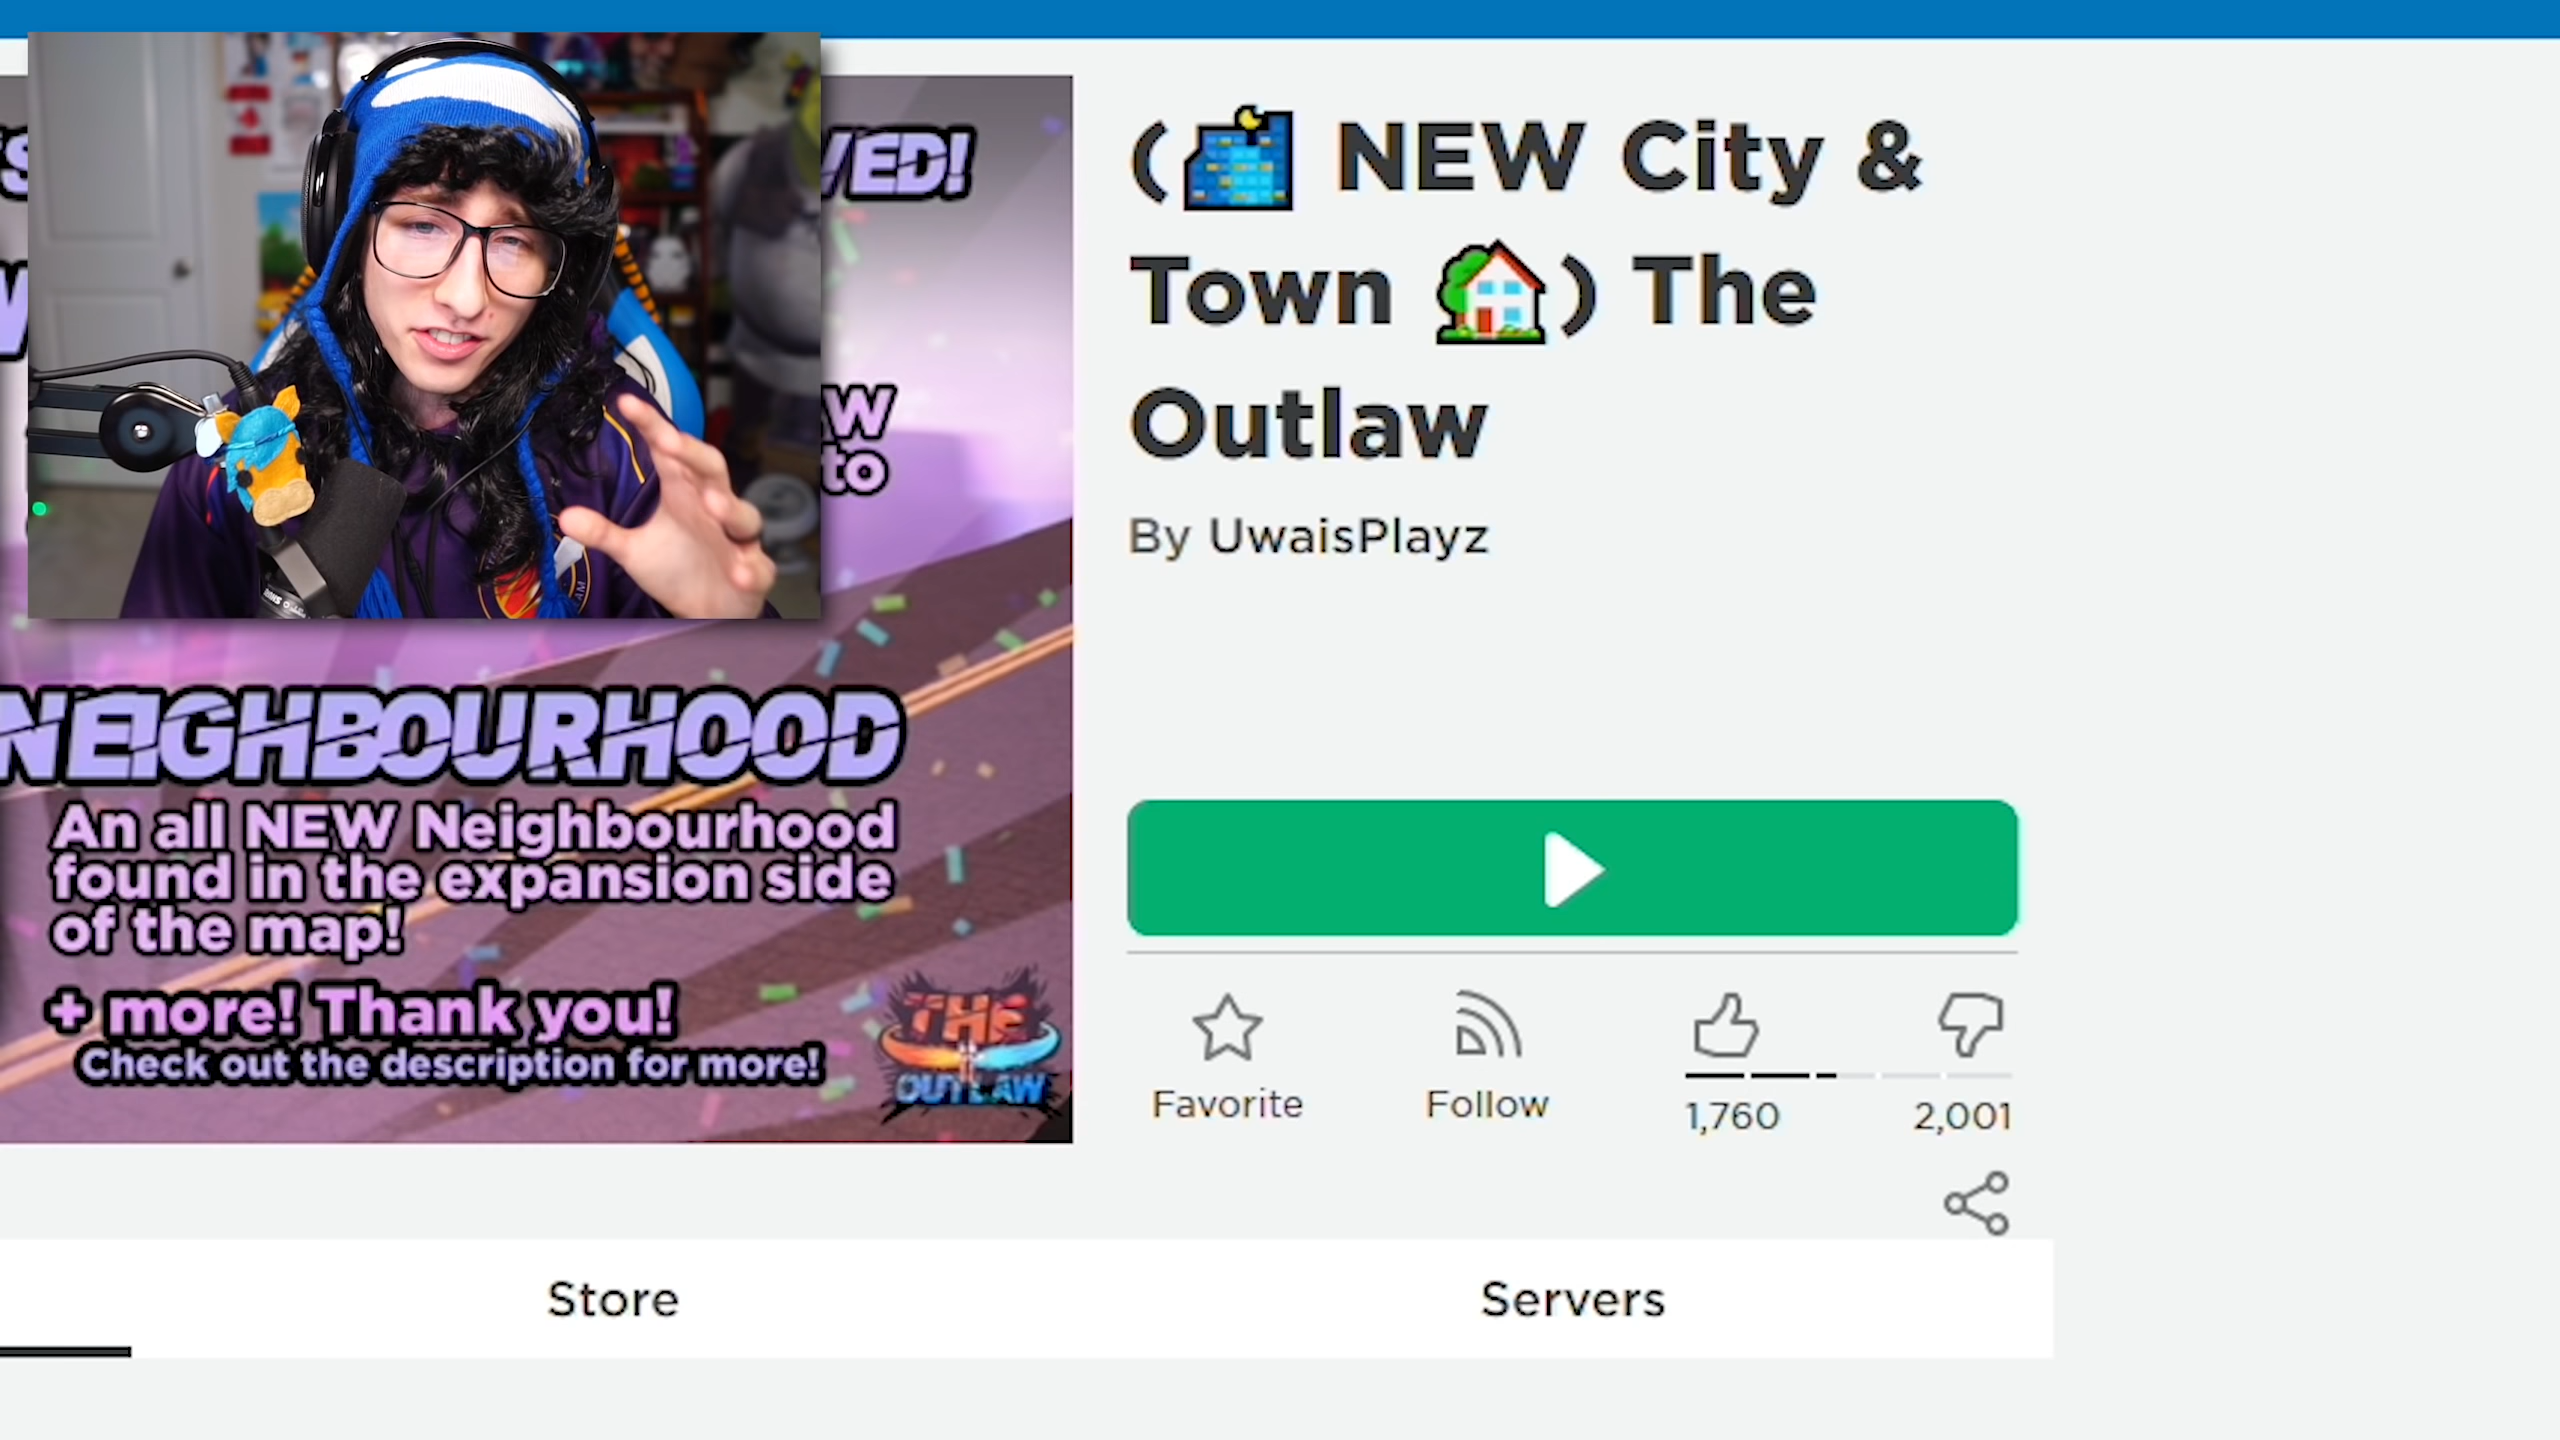 VED!
( NEW City &
Town ) The
Outlaw
By UwaisPlayz
to
NEIGHBOURHOOD
An all NEW Neighbourhood
found in the expansion side
of the map!
+ more! Thank you!
Check out the description for more!
THE
OUTLAW
Favorite
Follow
1,760
2,001
Store
Servers